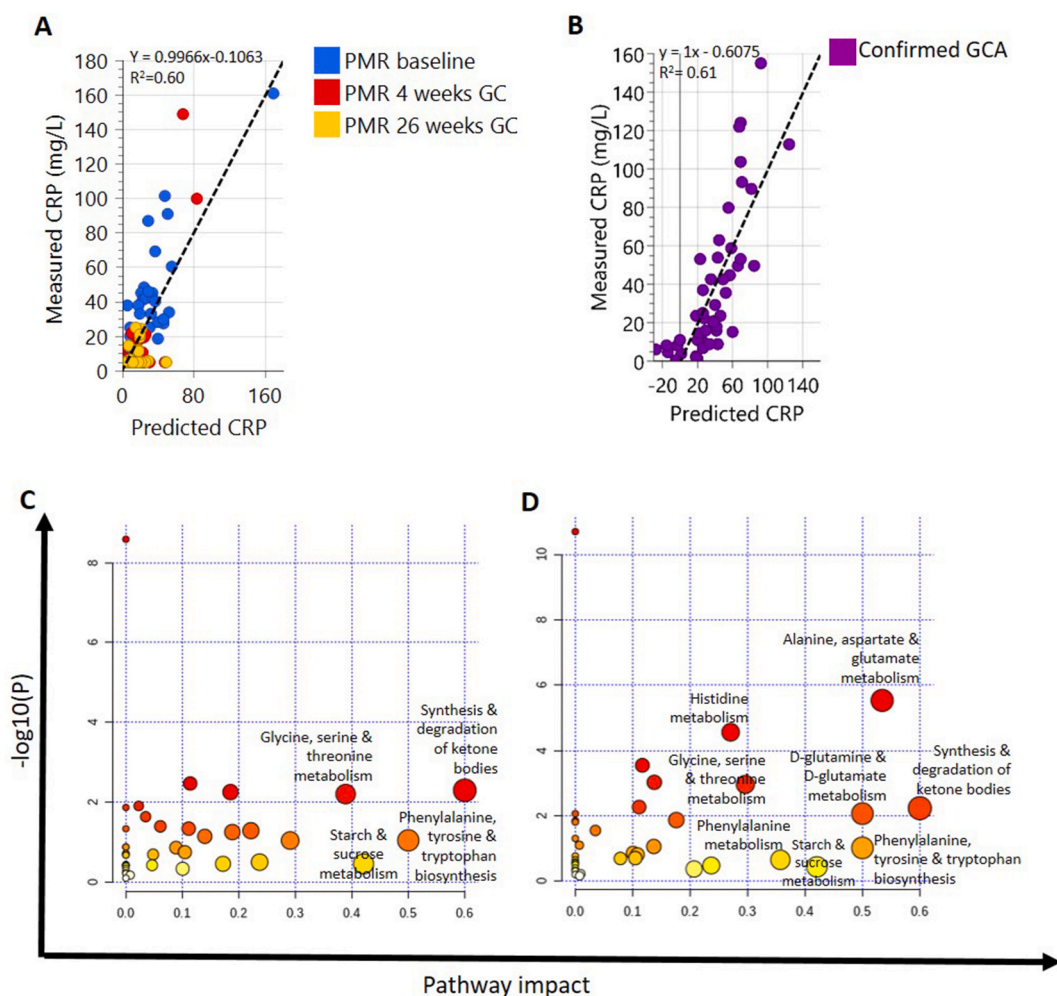 A
Y = 0.9966x-0.1063
R²=0.60
PMR baseline
PMR 4 weeks GC
PMR 26 weeks GC
Measured CRP (mg/L)
180
160
140
120
100
80
60
40
20
0
0 80 160
Predicted CRP
B
y = 1x - 0.6075
R²= 0.61
Confirmed GCA
Measured CRP (mg/L)
160
140
120
100
80
60
40
20
0
-20 20 60 100 140
Predicted CRP
C
8
6
4
2
0
Glycine, serine &
threonine
metabolism
Synthesis &
degradation
of ketone
bodies
Starch &
sucrose
metabolism
Phenylalanine,
tyrosine &
tryptophan
biosynthesis
0.0 0.1 0.2 0.3 0.4 0.5 0.6
D
10
8
6
4
2
0
Alanine, aspartate &
glutamate
metabolism
Histidine
metabolism
Glycine, serine
& threonine
metabolism
D-glutamine &
D-glutamate
metabolism
Synthesis &
degradation of
ketone bodies
Phenylalanine
metabolism
Starch &
sucrose
metabolism
Phenylalanine,
tyrosine & tryptophan
biosynthesis
0.0 0.1 0.2 0.3 0.4 0.5 0.6
-log10(P)
Pathway impact